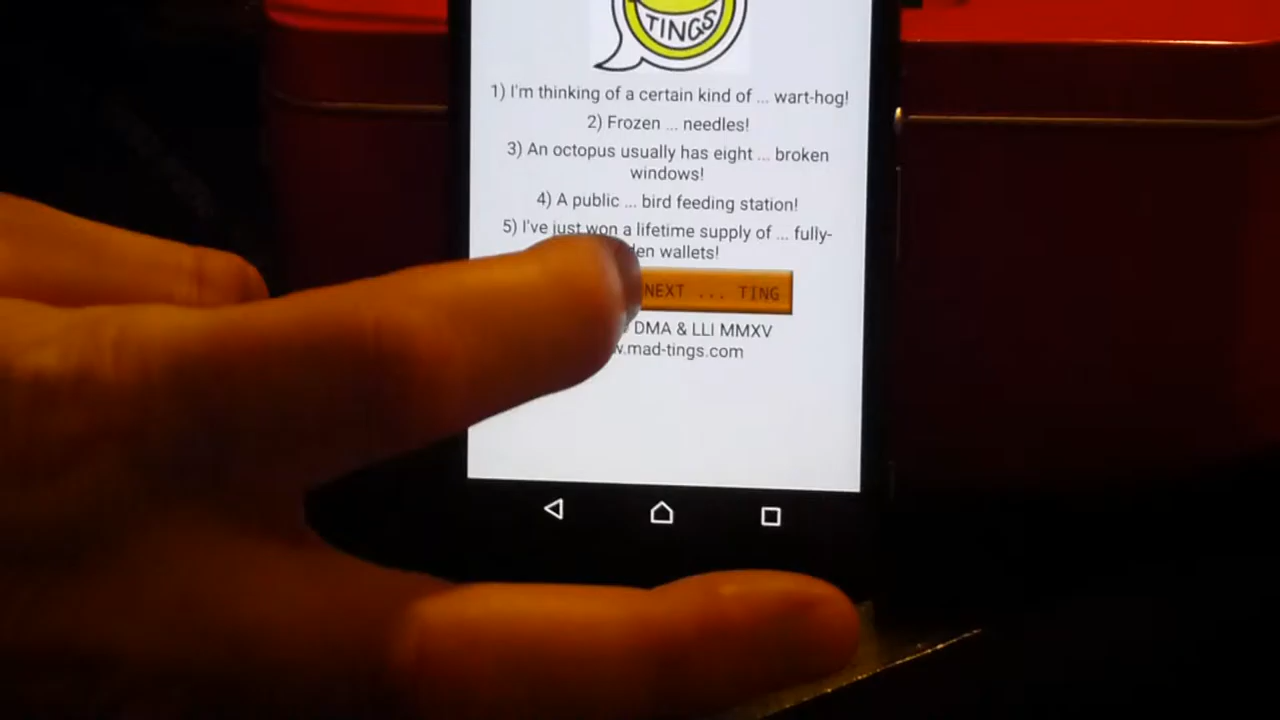 TINGS
1) I'm thinking of a certain kind of ... wart-hog!
2) Frozen ... needles!
3) An octopus usually has eight ... broken
windows!
4) A public ... bird feeding station!
5) I've just won a lifetime supply of ... fully-
wallets!
NEXT ... TING
DMA & LLI MMXV
.mad-tings.com